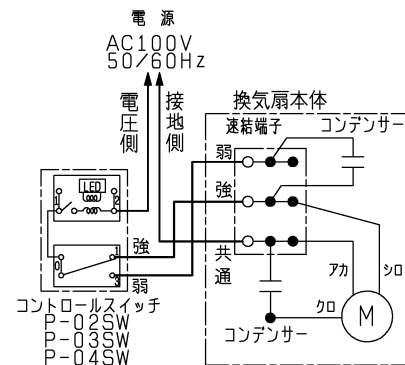 電 源
AC100V
50/60Hz
電圧側
接地側
換気扇本体
速結端子
コンデンサー
弱
強
共通
LED
1
2
0
1
3
強
弱
アカ
シロ
クロ
M
コンデンサー
コントロールスイッチ
P-02SW
P-03SW
P-04SW